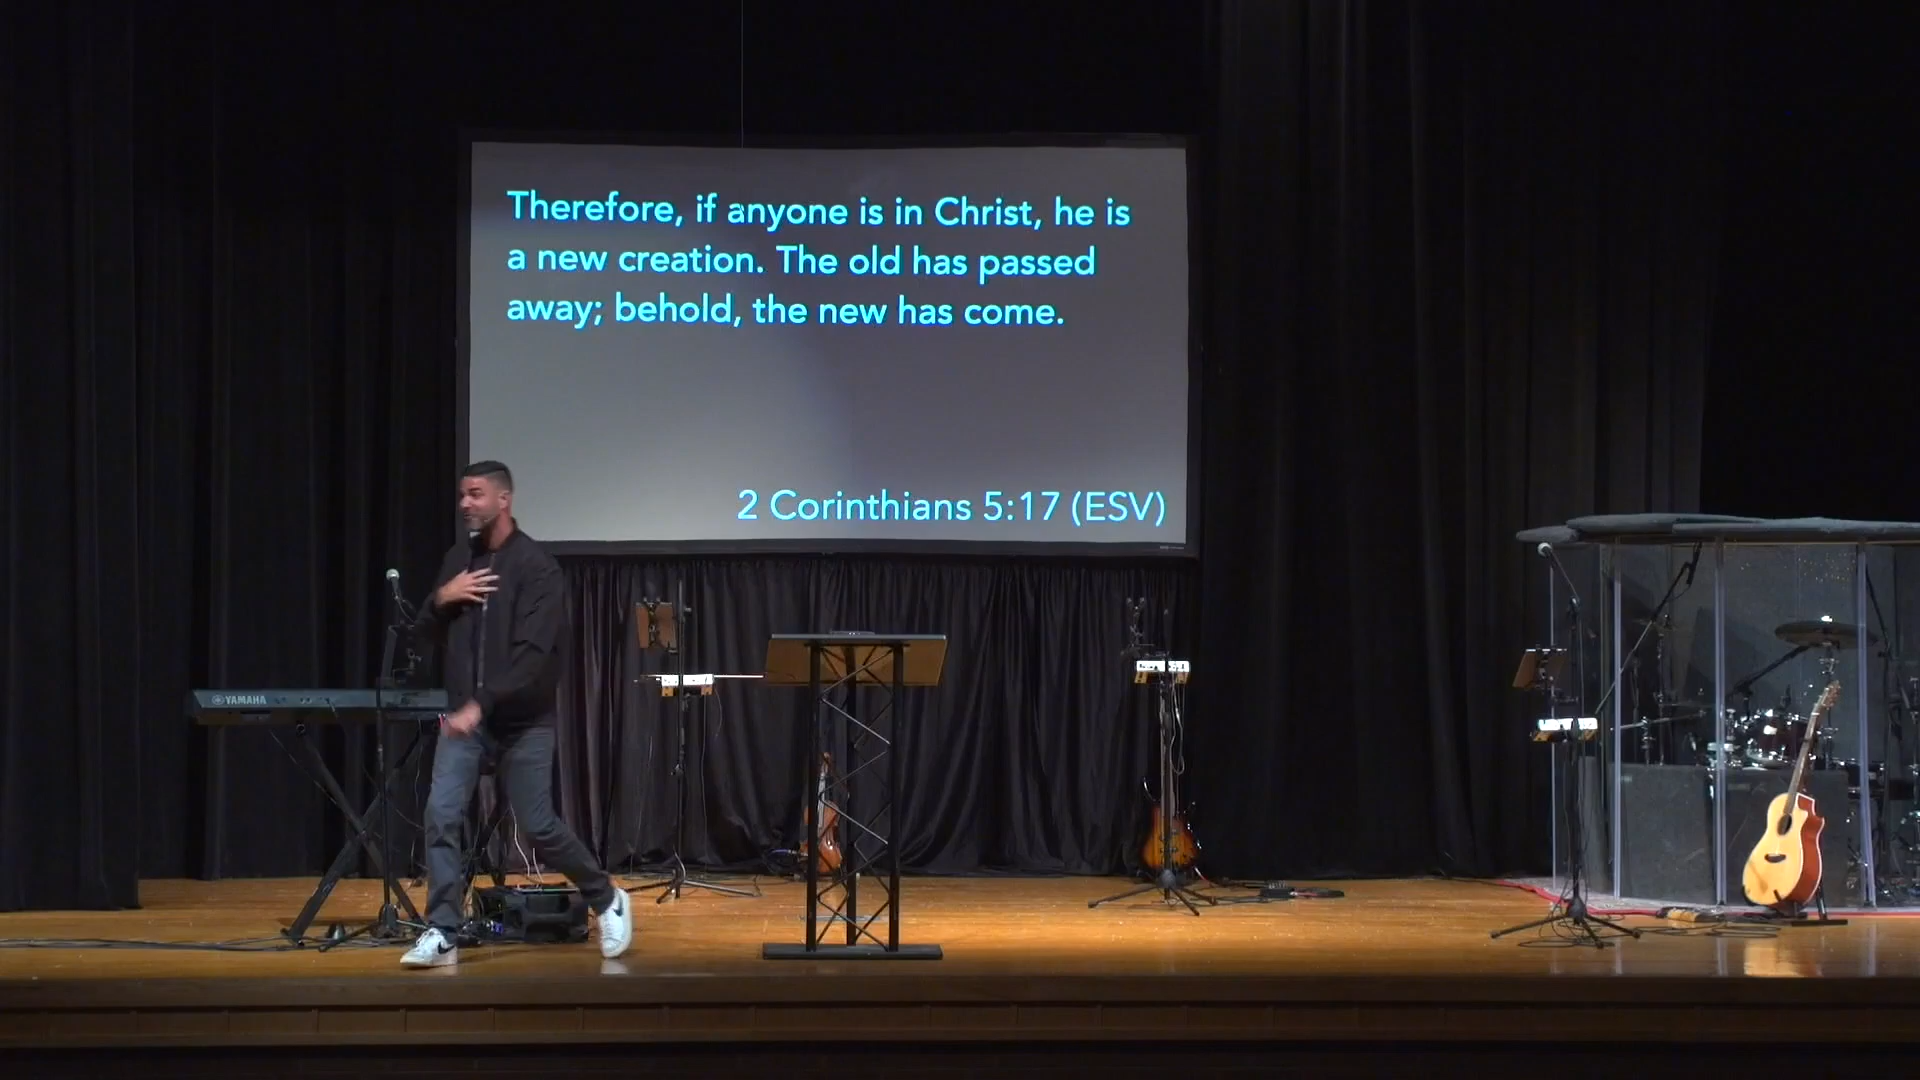 Therefore, if anyone is in Christ, he is
a new creation. The old has passed
away; behold, the new has come.
2 Corinthians 5:17 (ESV)
YAMAHA